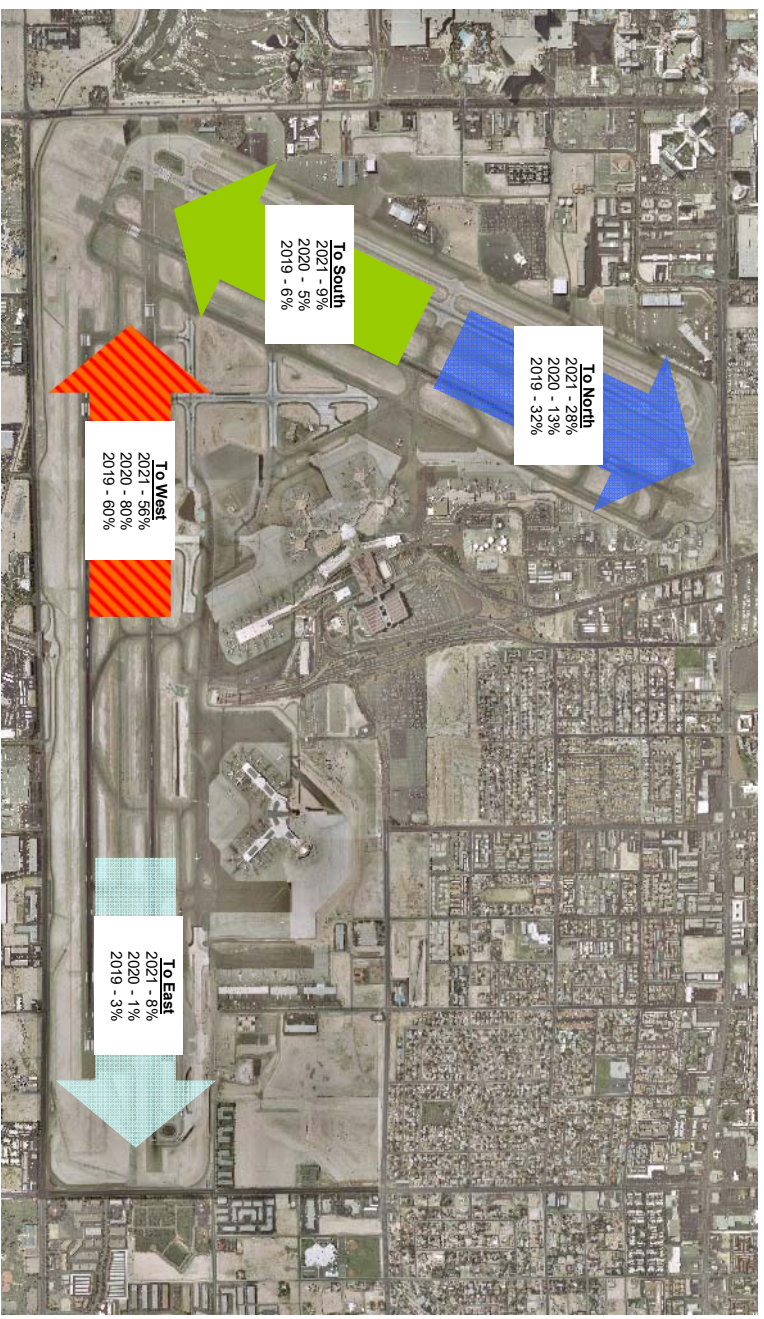 To North
2021 - 28%
2020 - 13%
2019 - 32%
To South
2021 - 9%
2020 - 5%
2019 - 6%
To West
2021 - 56%
2020 - 80%
2019 - 60%
To East
2021 - 8%
2020 - 1%
2019 - 3%